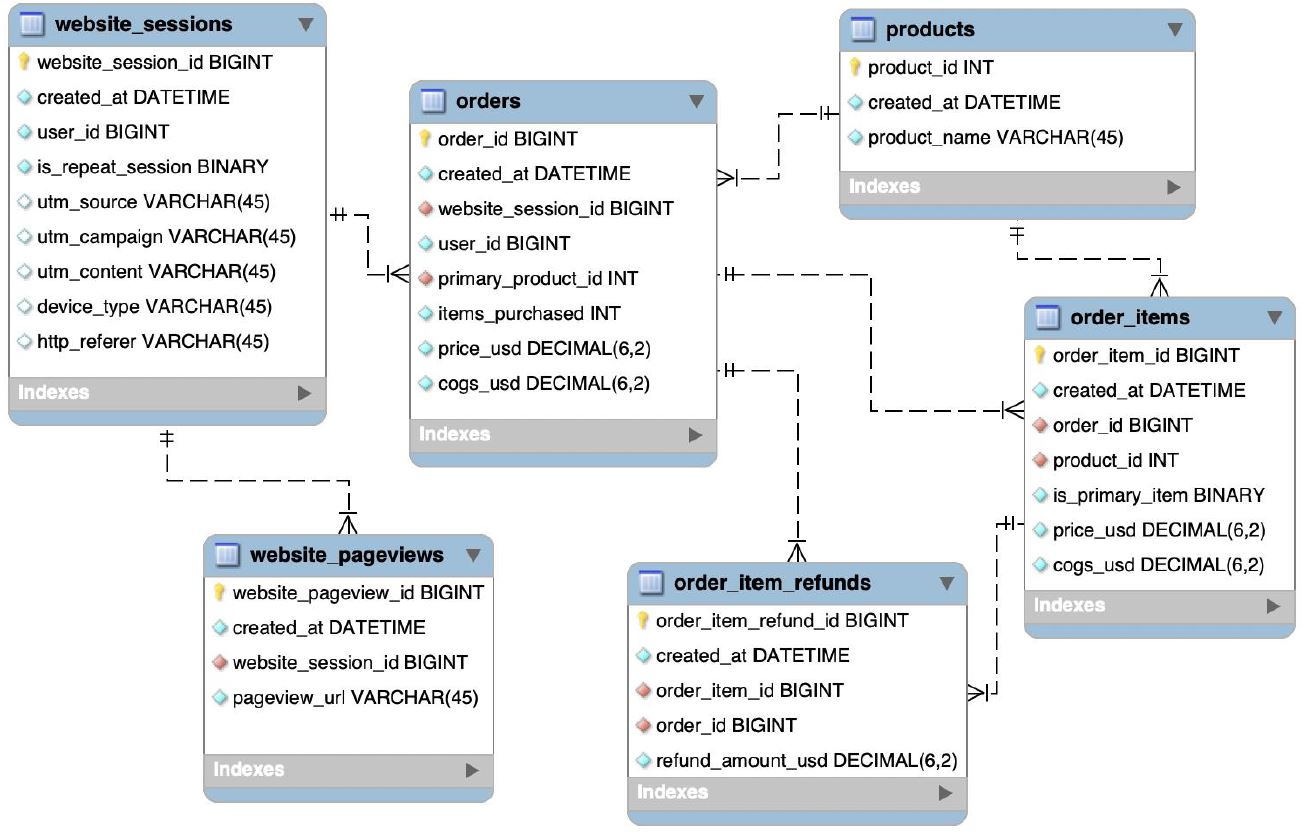 website_sessions
website_session_id BIGINT
created_at DATETIME
user_id BIGINT
is_repeat_session BINARY
utm_source VARCHAR(45)
utm_campaign VARCHAR(45)
utm_content VARCHAR(45)
device_type VARCHAR(45)
http_referer VARCHAR(45)
Indexes
orders
order_id BIGINT
created_at DATETIME
website_session_id BIGINT
user_id BIGINT
primary_product_id INT
items_purchased INT
price_usd DECIMAL(6,2)
cogs_usd DECIMAL(6,2)
Indexes
products
product_id INT
created_at DATETIME
product_name VARCHAR(45)
Indexes
order_items
order_item_id BIGINT
created_at DATETIME
order_id BIGINT
product_id INT
is_primary_item BINARY
price_usd DECIMAL(6,2)
cogs_usd DECIMAL(6,2)
Indexes
website_pageviews
website_pageview_id BIGINT
created_at DATETIME
website_session_id BIGINT
pageview_url VARCHAR(45)
Indexes
order_item_refunds
order_item_refund_id BIGINT
created_at DATETIME
order_item_id BIGINT
order_id BIGINT
refund_amount_usd DECIMAL(6,2)
Indexes